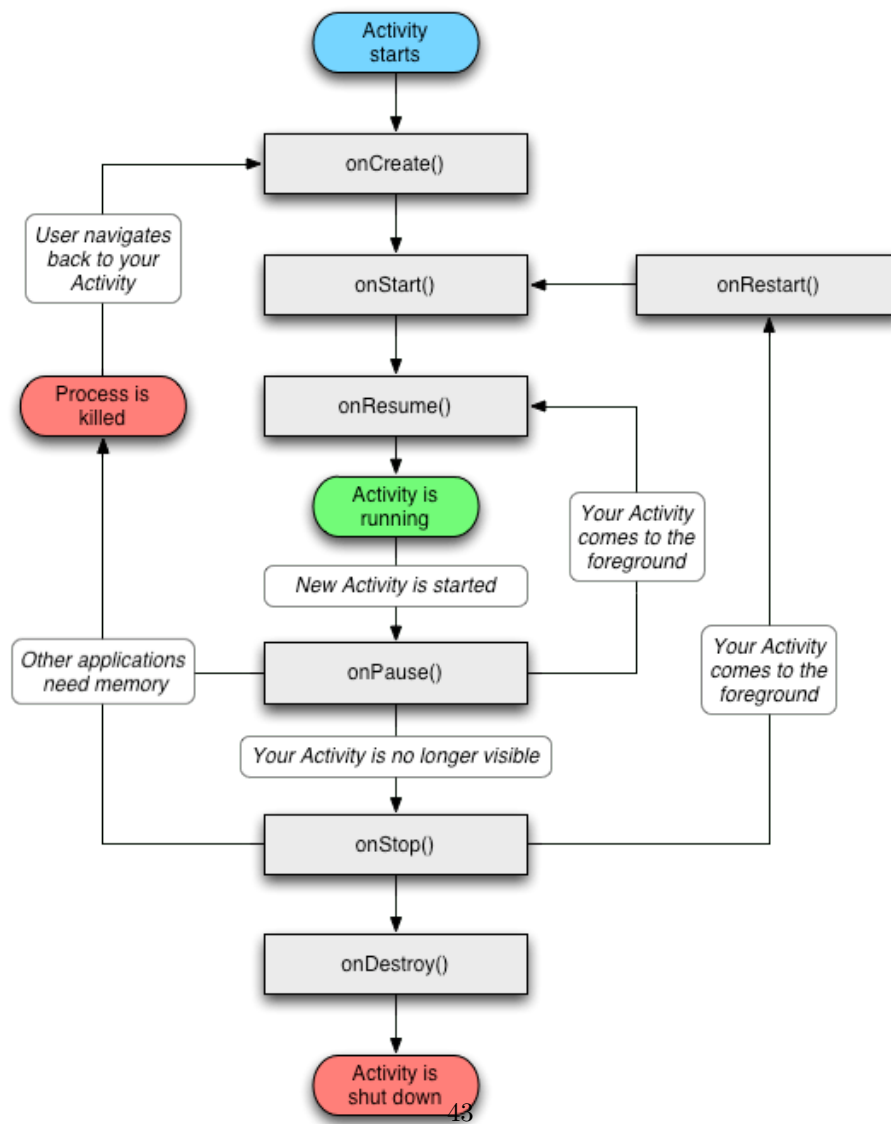 Activity
starts
onCreate()
User navigates
back to your
Activity
onStart()
onRestart()
Process is
killed
onResume()
Activity is
running
Your Activity
comes to the
foreground
New Activity is started
Other applications
need memory
onPause()
Your Activity
comes to the
foreground
Your Activity is no longer visible
onStop()
onDestroy()
Activity is
shut down
43